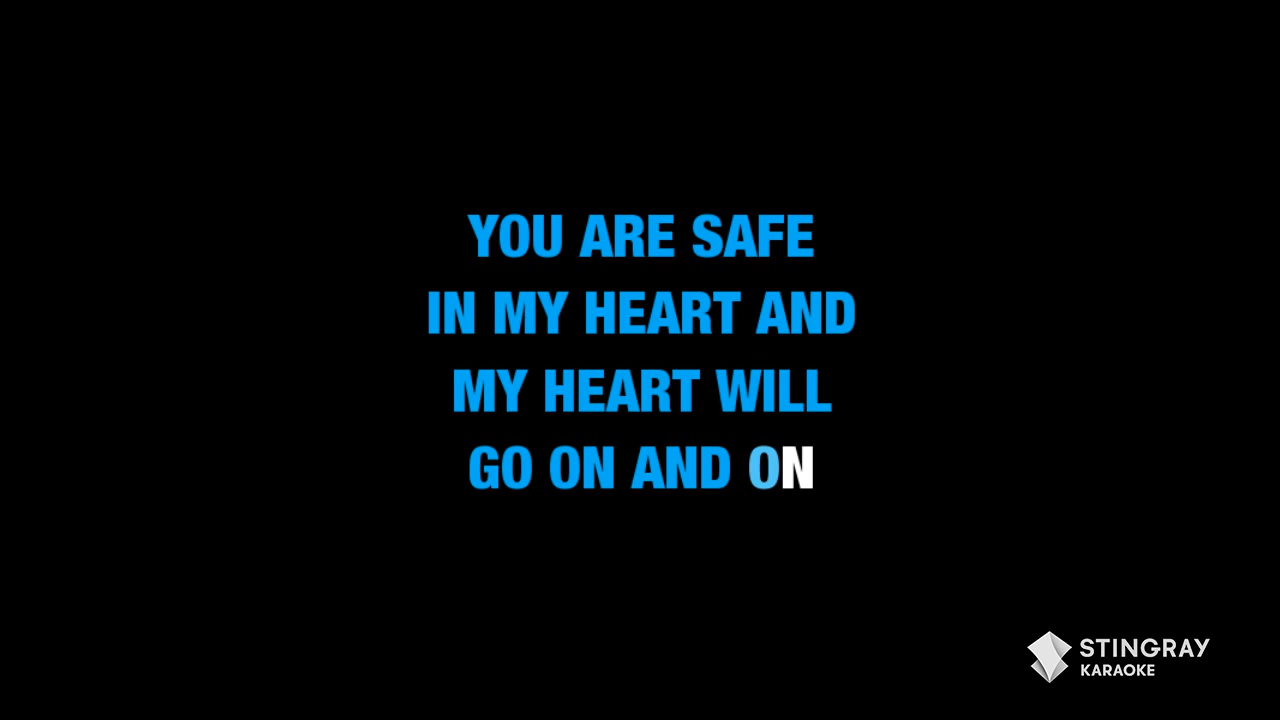 YOU ARE SAFE
IN MY HEART AND
MY HEART WILL
GO ON AND ON
STINGRAY
KARAOKE